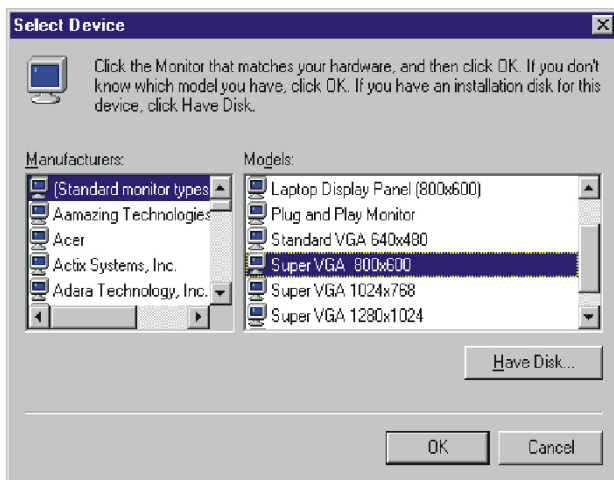 Select Device
Click the Monitor that matches your hardware, and then click OK. If you don't
know which model you have, click OK. If you have an installation disk for this
device, click Have Disk.
Manufacturers:
(Standard monitor types
Aamazing Technologies
Acer
Actix Systems, Inc.
Adara Technology, Inc.
Models:
Laptop Display Panel (800x600)
Plug and Play Monitor
Standard VGA 640x480
Super VGA 800x600
Super VGA 1024x768
Super VGA 1280x1024
Have Disk...
OK
Cancel